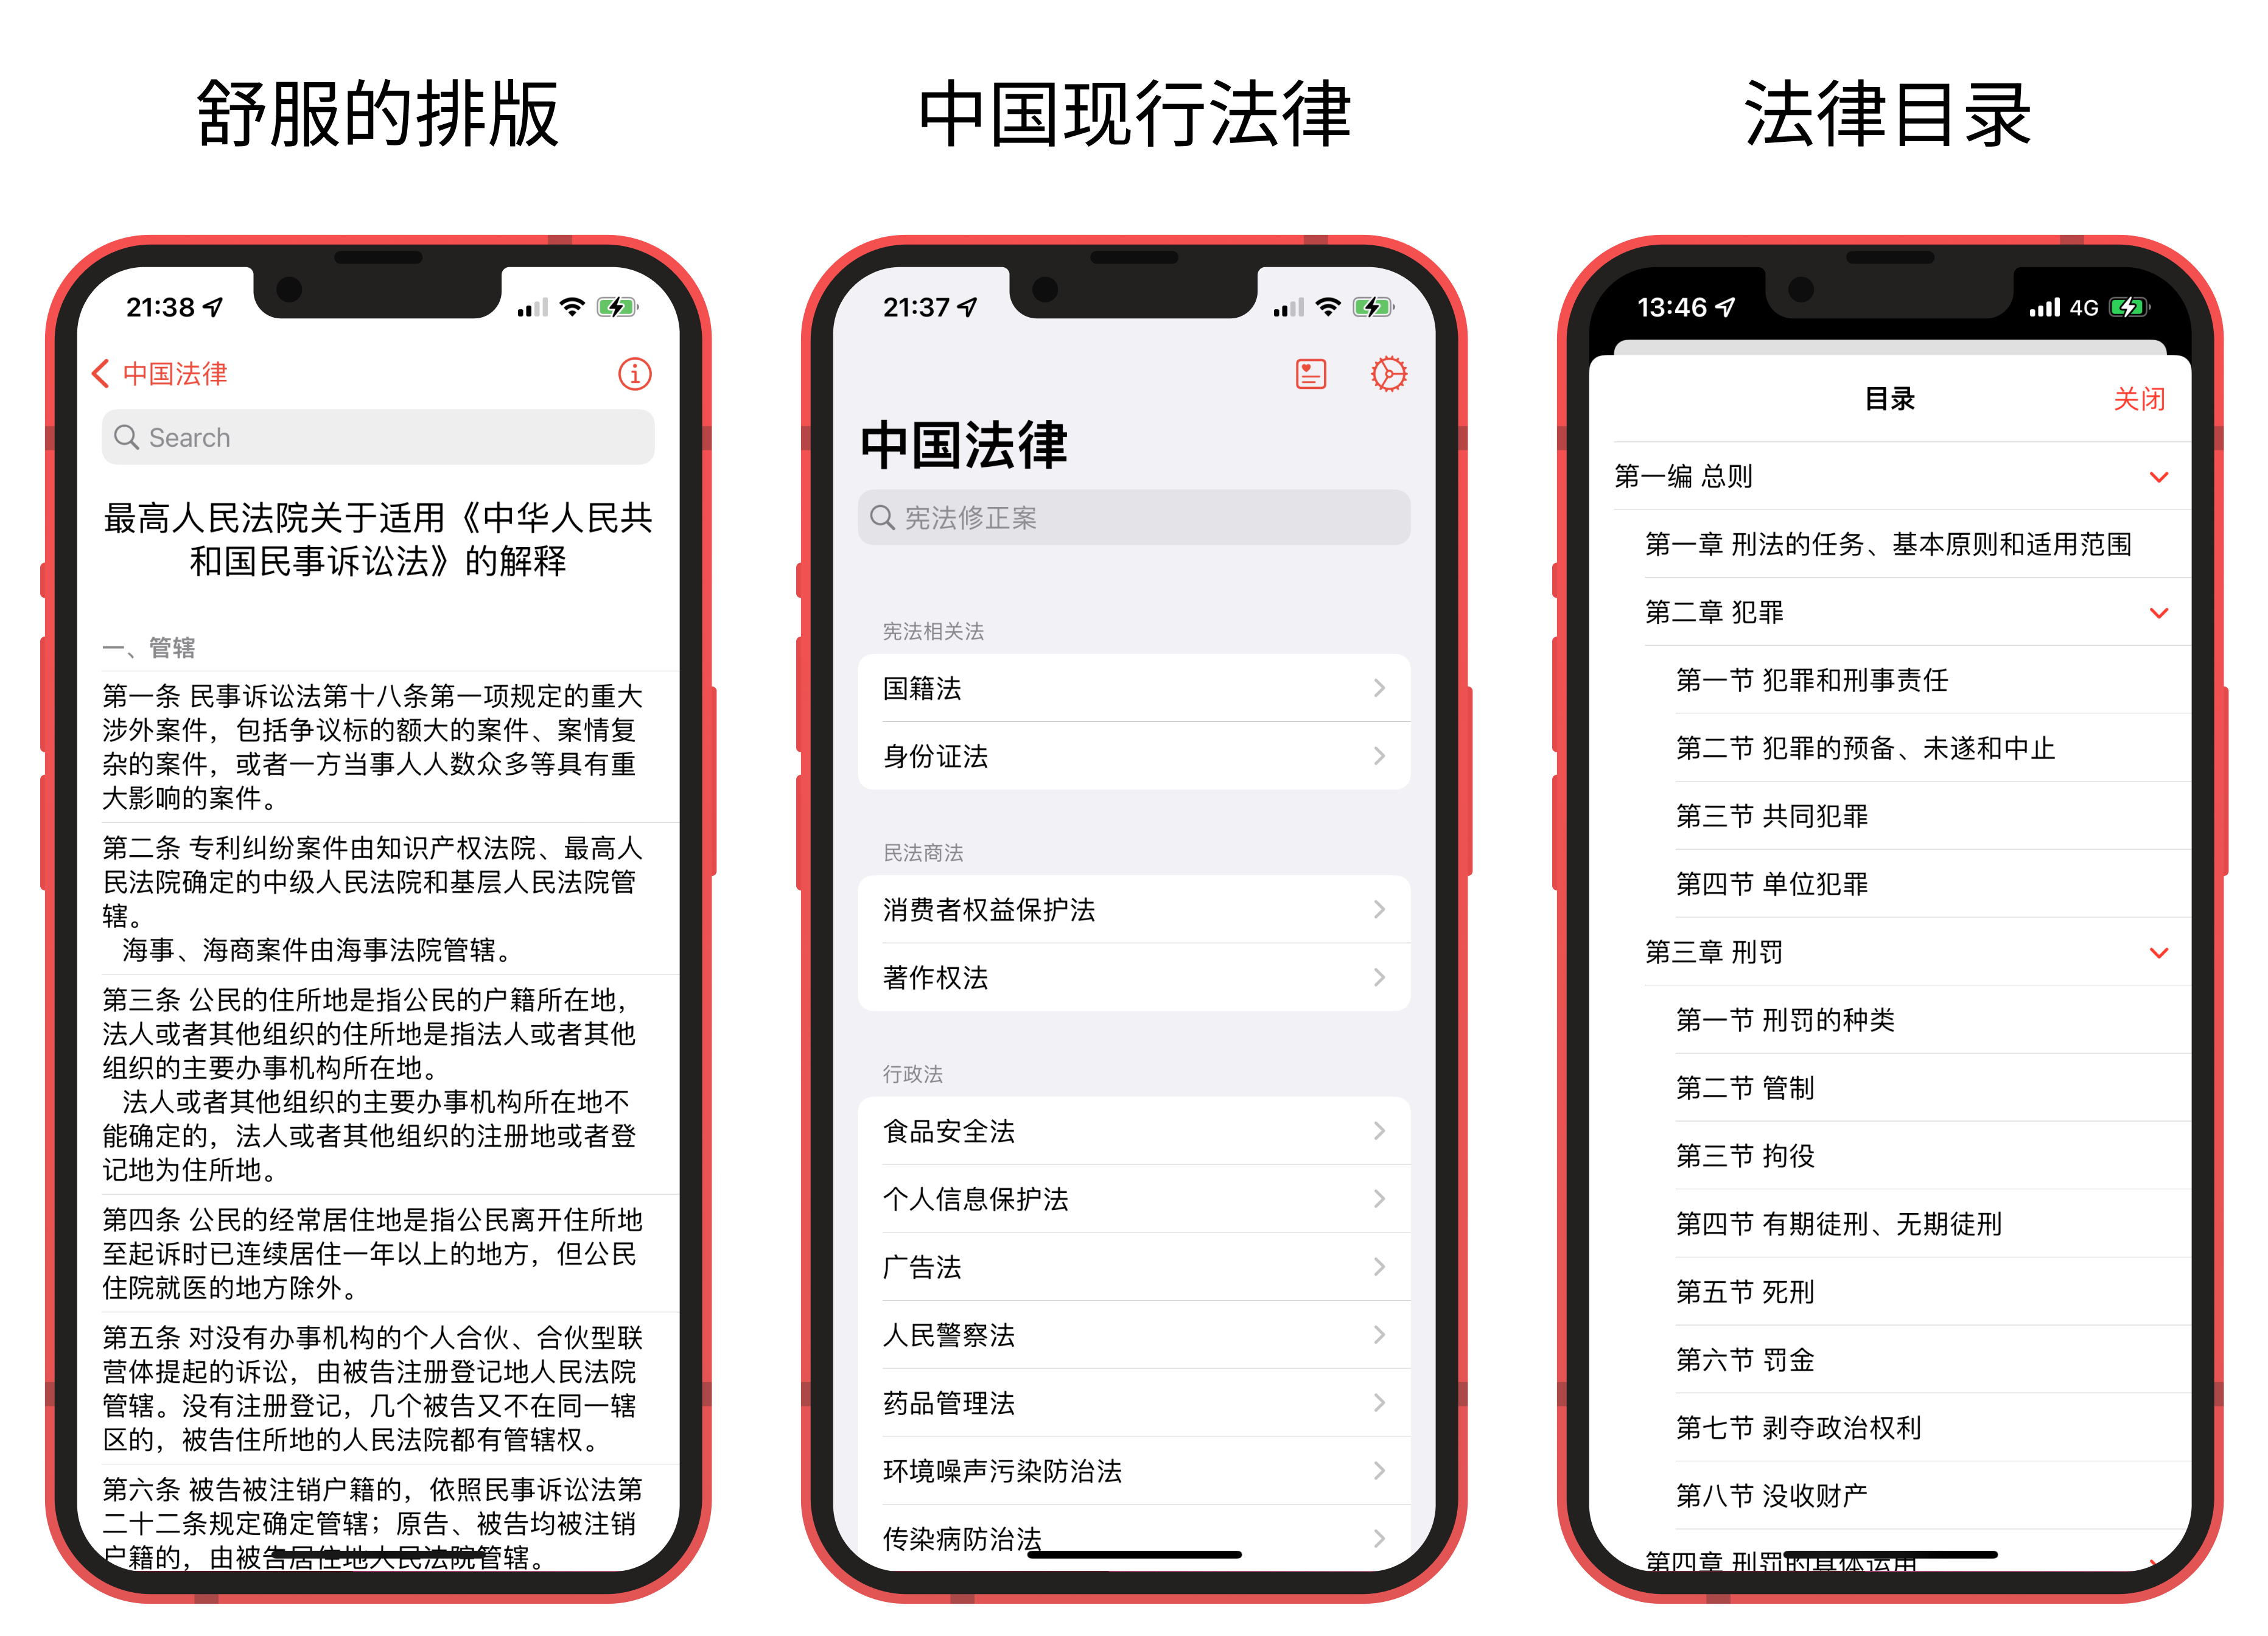 舒服的排版
21:38
中国法律
Search
最高人民法院关于适用《中华人民共
和国民事诉讼法》的解释
一、管辖
第一条 民事诉讼法第十八条第一项规定的重大
涉外案件，包括争议标的额大的案件、案情复
杂的案件，或者一方当事人人数众多等具有重
大影响的案件。
第二条 专利纠纷案件由知识产权法院、最高人
民法院确定的中级人民法院和基层人民法院管
辖。
海事、海商案件由海事法院管辖。
第三条 公民的住所地是指公民的户籍所在地，
法人或者其他组织的住所地是指法人或者其他
组织的主要办事机构所在地。
法人或者其他组织的主要办事机构所在地不
能确定的，法人或者其他组织的注册地或者登
记地为住所地。
第四条 公民的经常居住地是指公民离开住所地
至起诉时已连续居住一年以上的地方，但公民
住院就医的地方除外。
第五条 对没有办事机构的个人合伙、合伙型联
营体提起的诉讼，由被告注册登记地人民法院
管辖。没有注册登记，几个被告又不在同一辖
区的，被告住所地的人民法院都有管辖权。
第六条 被告被注销户籍的，依照民事诉讼法第
二十二条规定确定管辖；原告、被告均被注销
户籍的，由被告居住地人民法院管辖。
中国现行法律
21:37
中国法律
宪法修正案
宪法相关法
国籍法
身份证法
民法商法
消费者权益保护法
著作权法
行政法
食品安全法
个人信息保护法
广告法
人民警察法
药品管理法
环境噪声污染防治法
传染病防治法
法律目录
13:46
4G
目录
关闭
第一编 总则
第一章 刑法的任务、基本原则和适用范围
第二章 犯罪
第一节 犯罪和刑事责任
第二节 犯罪的预备、未遂和中止
第三节 共同犯罪
第四节 单位犯罪
第三章 刑罚
第一节 刑罚的种类
第二节 管制
第三节 拘役
第四节 有期徒刑、无期徒刑
第五节 死刑
第六节 罚金
第七节 剥夺政治权利
第八节 没收财产
第四章 刑罚的具体运用